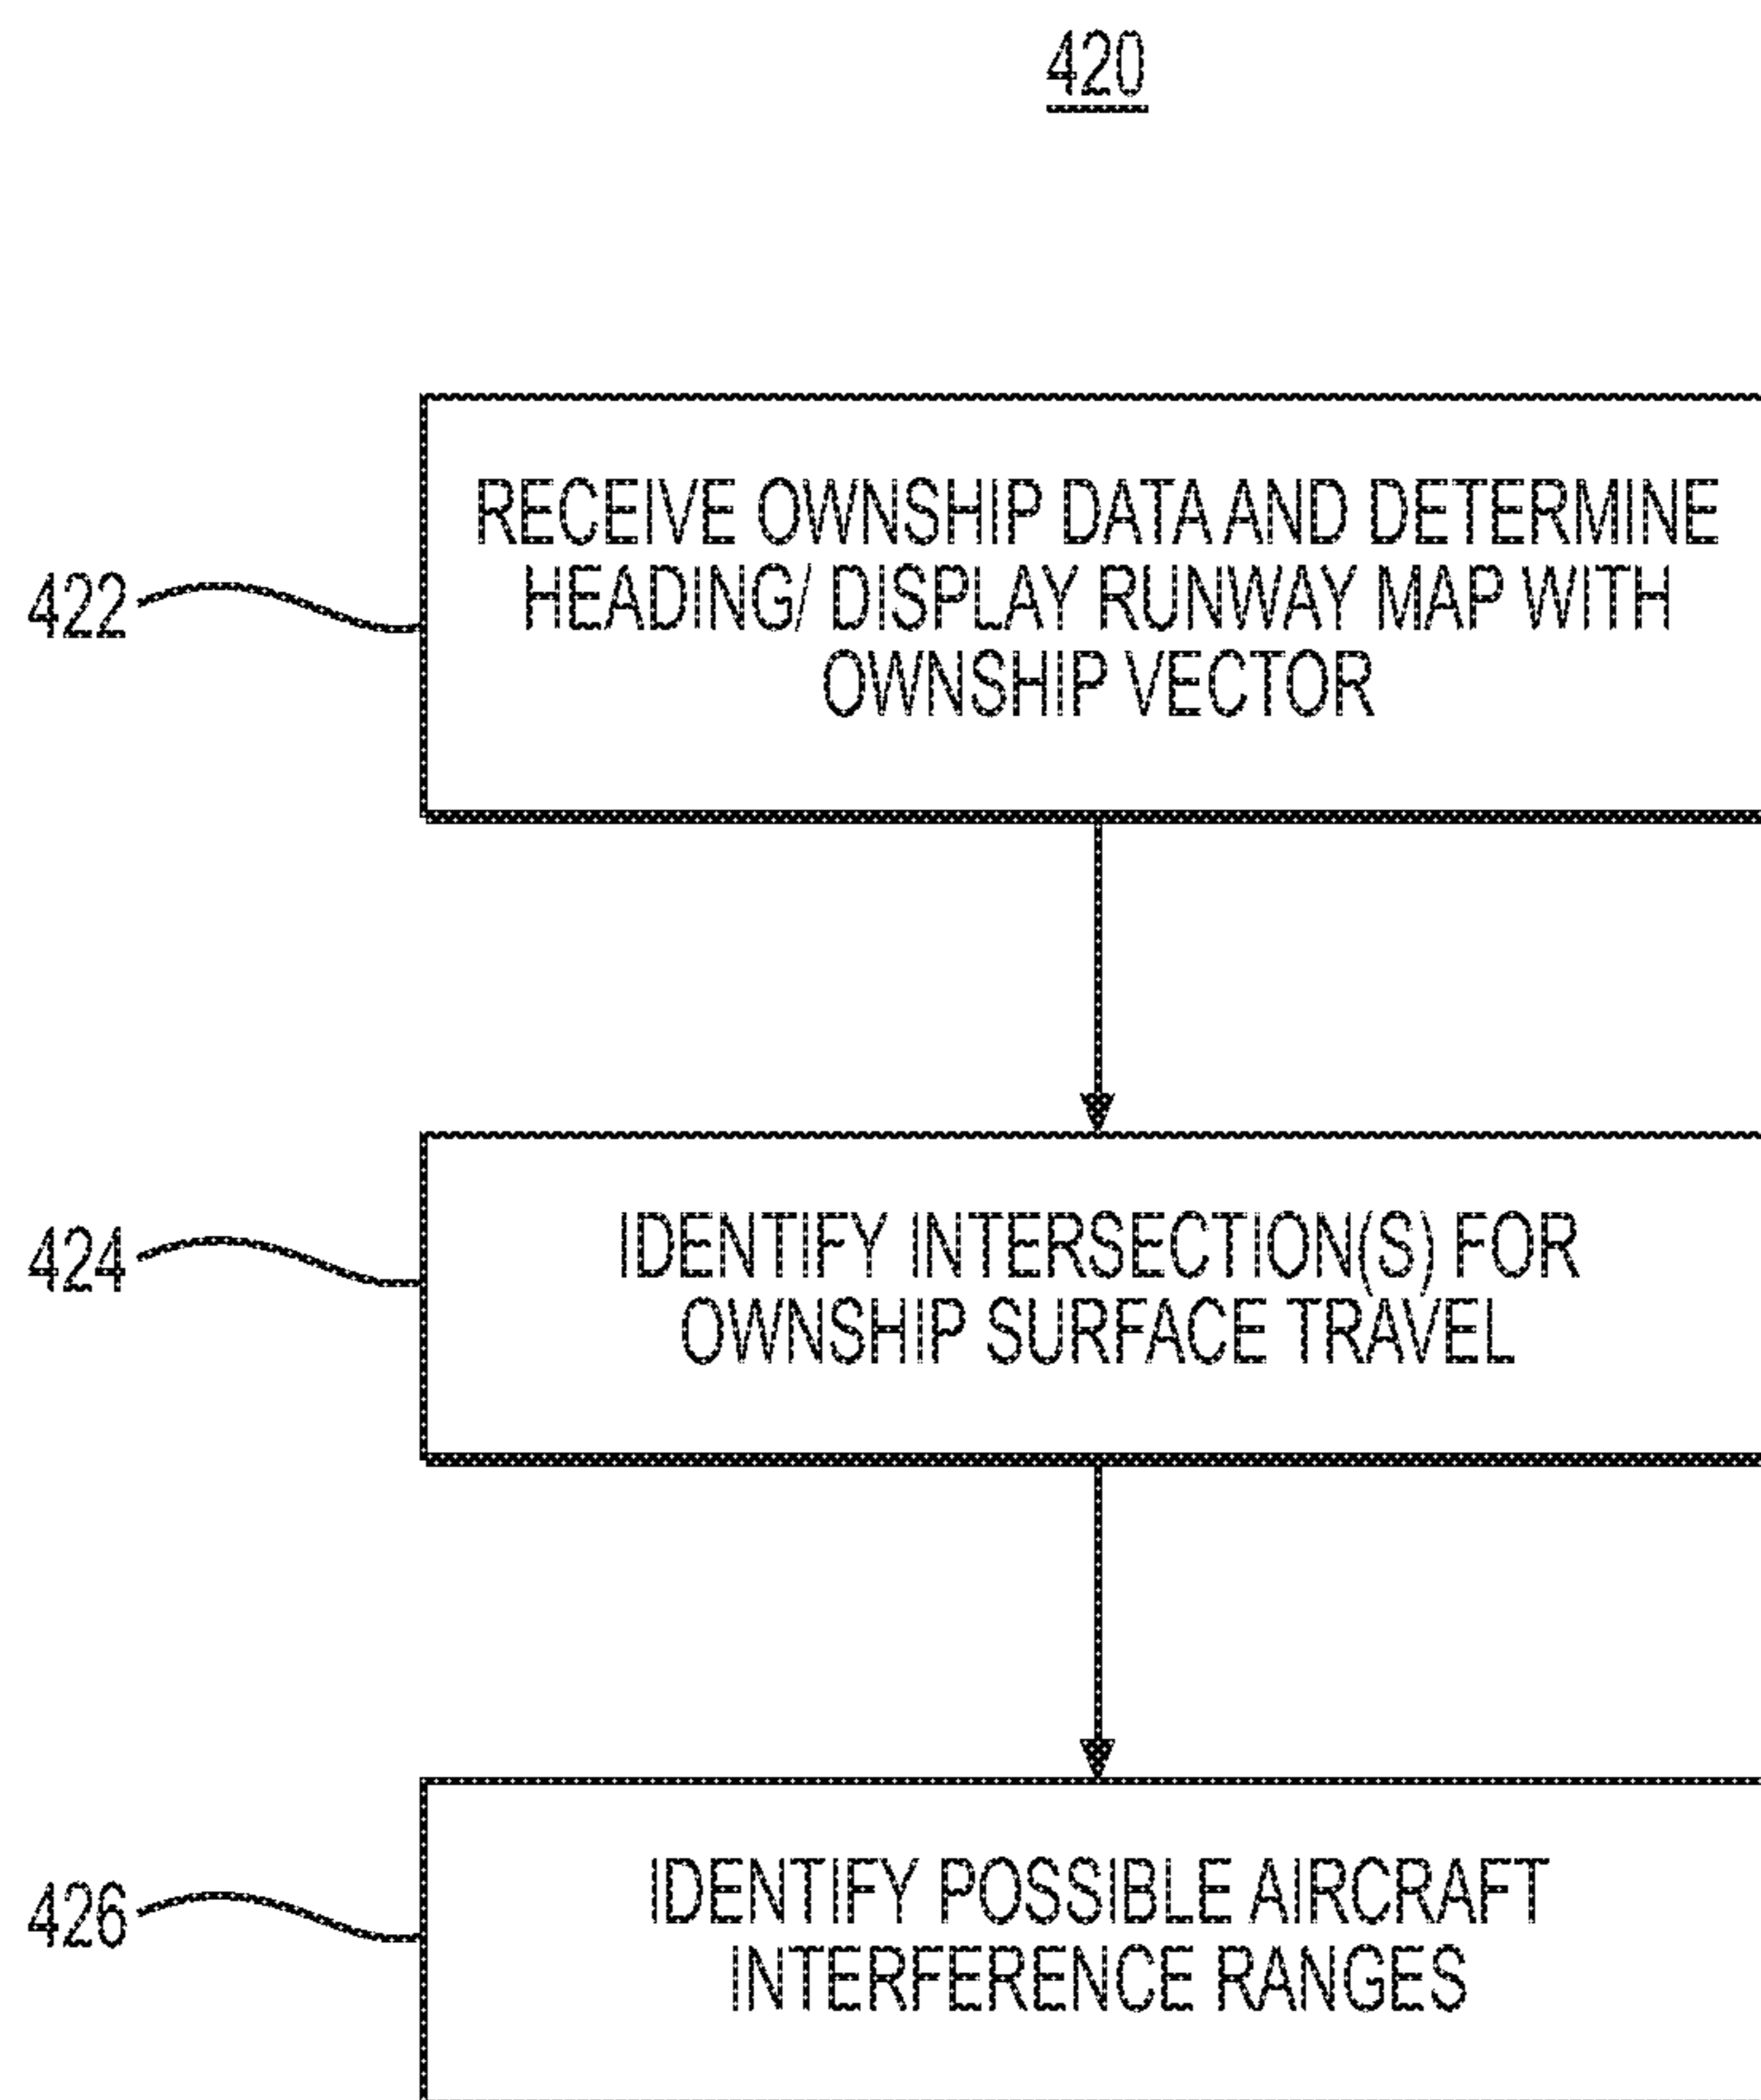 420
RECEIVE OWNSHIP DATA AND DETERMINE
HEADING/ DISPLAY RUNWAY MAP WITH
OWNSHIP VECTOR
422
IDENTIFY INTERSECTION(S) FOR
OWNSHIP SURFACE TRAVEL
424
IDENTIFY POSSIBLE AIRCRAFT
INTERFERENCE RANGES
426